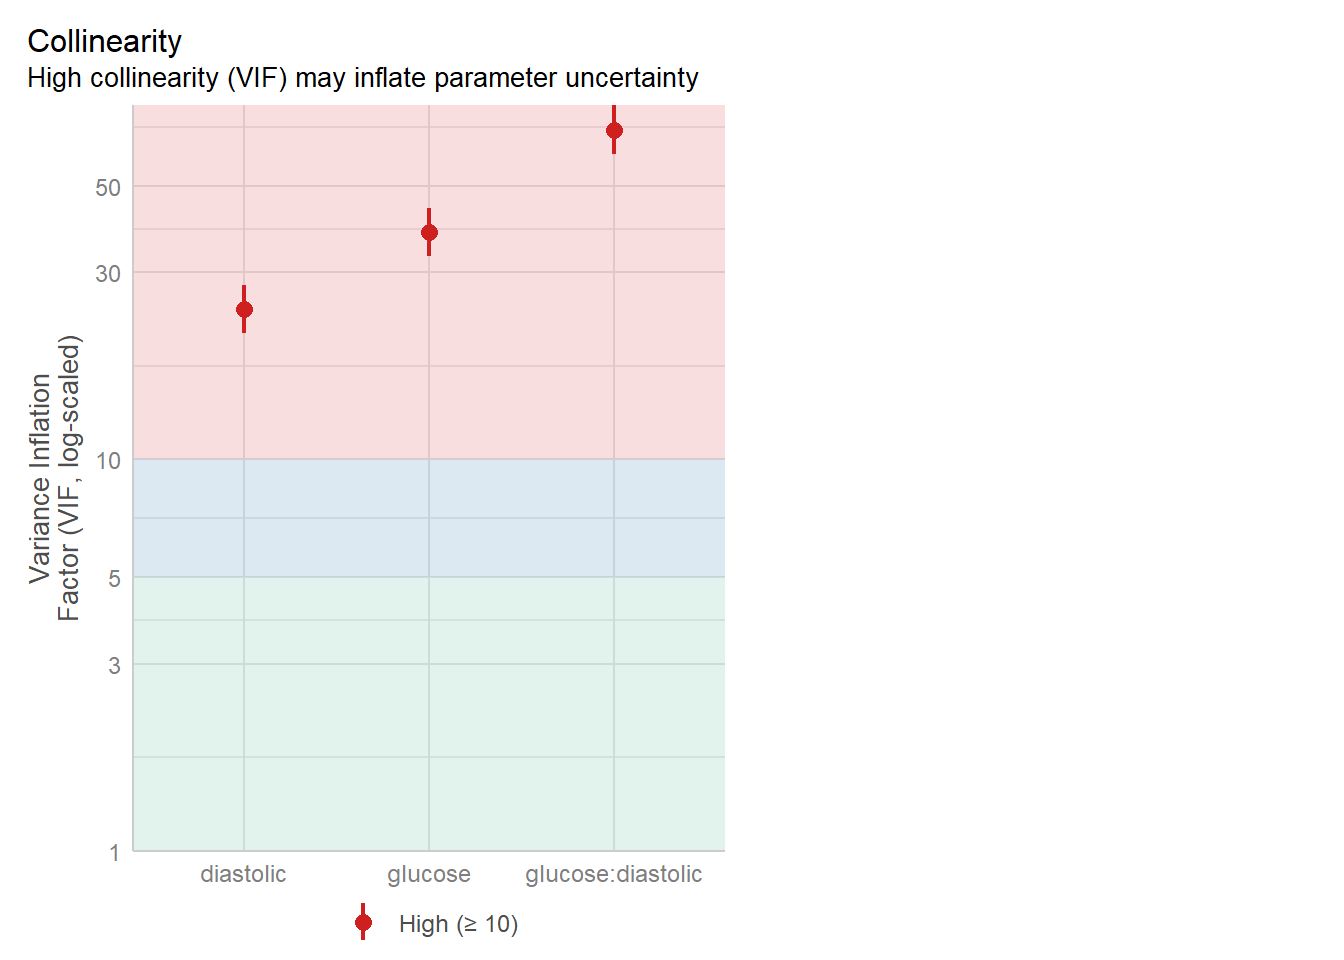 Collinearity
High collinearity (VIF) may inflate parameter uncertainty
Variance Inflation
Factor (VIF, log-scaled)
50
30
10
5
3
1
diastolic
glucose
glucose:diastolic
High (≥ 10)